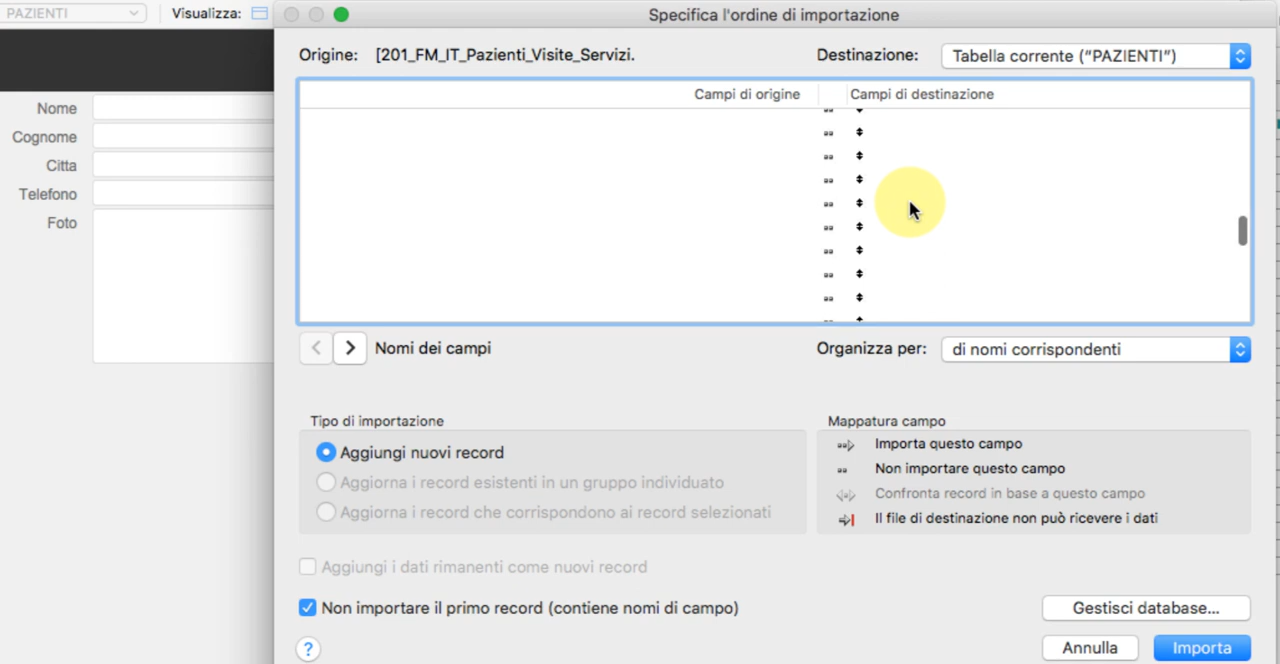 PAZIENTI
Visualizza:
Specifica l'ordine di importazione
Origine: [201_FM_IT_Pazienti_Visite_Servizi.
Destinazione: Tabella corrente ("PAZIENTI")
Campi di origine
Campi di destinazione
Nome
Cognome
Citta
Telefono
Foto
Nomi dei campi
Organizza per: di nomi corrispondenti
Tipo di importazione
Aggiungi nuovi record
Aggiorna i record esistenti in un gruppo individuato
Aggiorna i record che corrispondono ai record selezionati
Mappatura campo
Importa questo campo
Non importare questo campo
Confronta record in base a questo campo
Il file di destinazione non può ricevere i dati
Aggiungi i dati rimanenti come nuovi record
Non importare il primo record (contiene nomi di campo)
Gestisci database...
?
Annulla
Importa